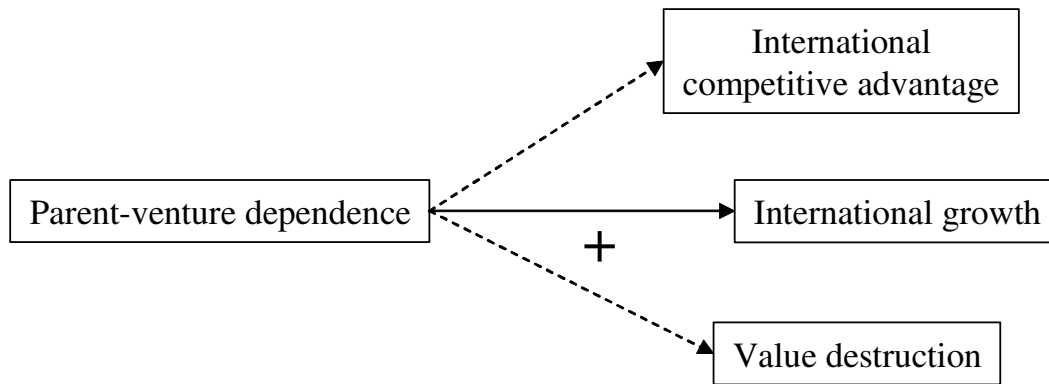 International
competitive advantage
Parent-venture dependence
International growth
+
Value destruction